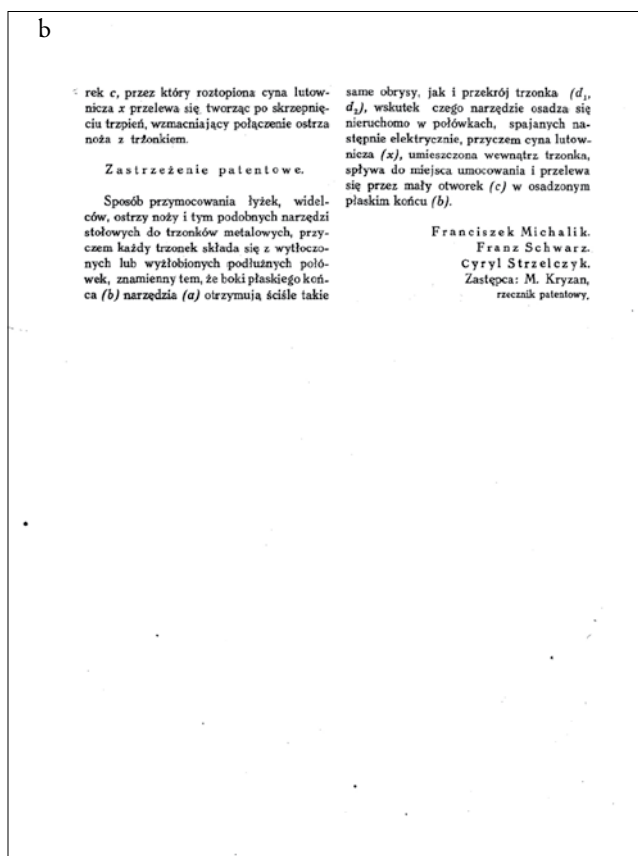 b
rek c, przez który roztopiona cyna lutow-
nicza x przelewa się, tworząc po skrzepnię-
ciu trzpień, wzmacniający połączenie ostrza
noża z trzonkiem.
Zastrzeżenie patentowe.
Sposób przymocowania łyżek, widel-
ców, ostrzy noży i tym podobnych narzędzi
stołowych do trzonków metalowych, przy-
czem każdy trzonek składa się z wytłoczo-
nych lub wyżłobionych podłużnych połó-
wek, znamienny tem, że boki płaskiego koń-
ca (b) narzędzia (a) otrzymują ściśle takie
same obrysy, jak i przekrój trzonka (d₁,
d₂), wskutek czego narzędzie osadza się
nieruchomo w połówkach, spajanych na-
stępnie elektrycznie, przyczem cyna lutow-
nicza (x), umieszczona wewnątrz trzonka,
spływa do miejsca umocowania i przelewa
się przez mały otworek (c) w osadzonym
płaskim końcu (b).
Franciszek Michalik.
Franz Schwarz.
Cyryl Strzelczyk.
Zastępca: M. Kryzan,
rzecznik patentowy.